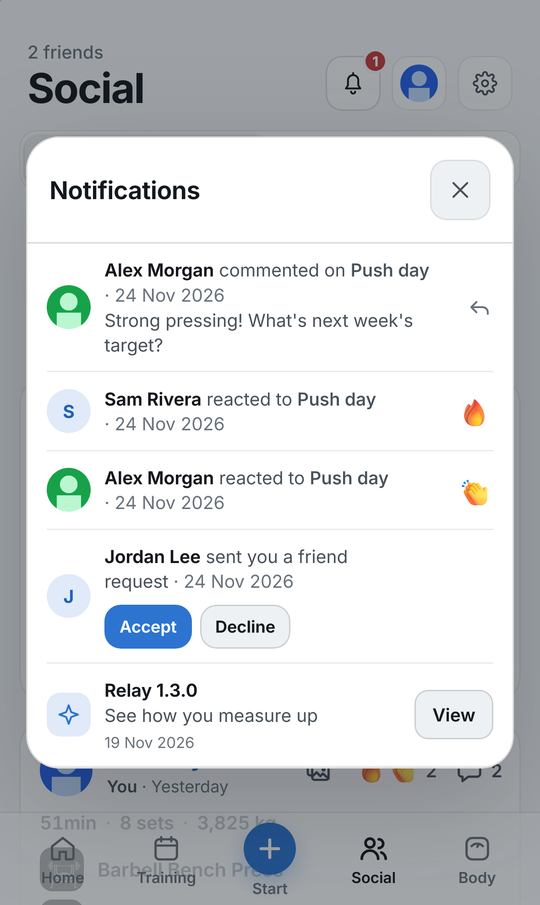 2 friends
Social
1
Notifications
Alex Morgan commented on Push day
· 24 Nov 2026
Strong pressing! What's next week's
target?
S
Sam Rivera reacted to Push day
· 24 Nov 2026
Alex Morgan reacted to Push day
· 24 Nov 2026
Jordan Lee sent you a friend
request · 24 Nov 2026
J
Accept Decline
Relay 1.3.0
See how you measure up
19 Nov 2026
View
2 2
You · Yesterday
51min · 8 sets · 3,825 kg
Barbell Bench Press
Home Training Start Social Body